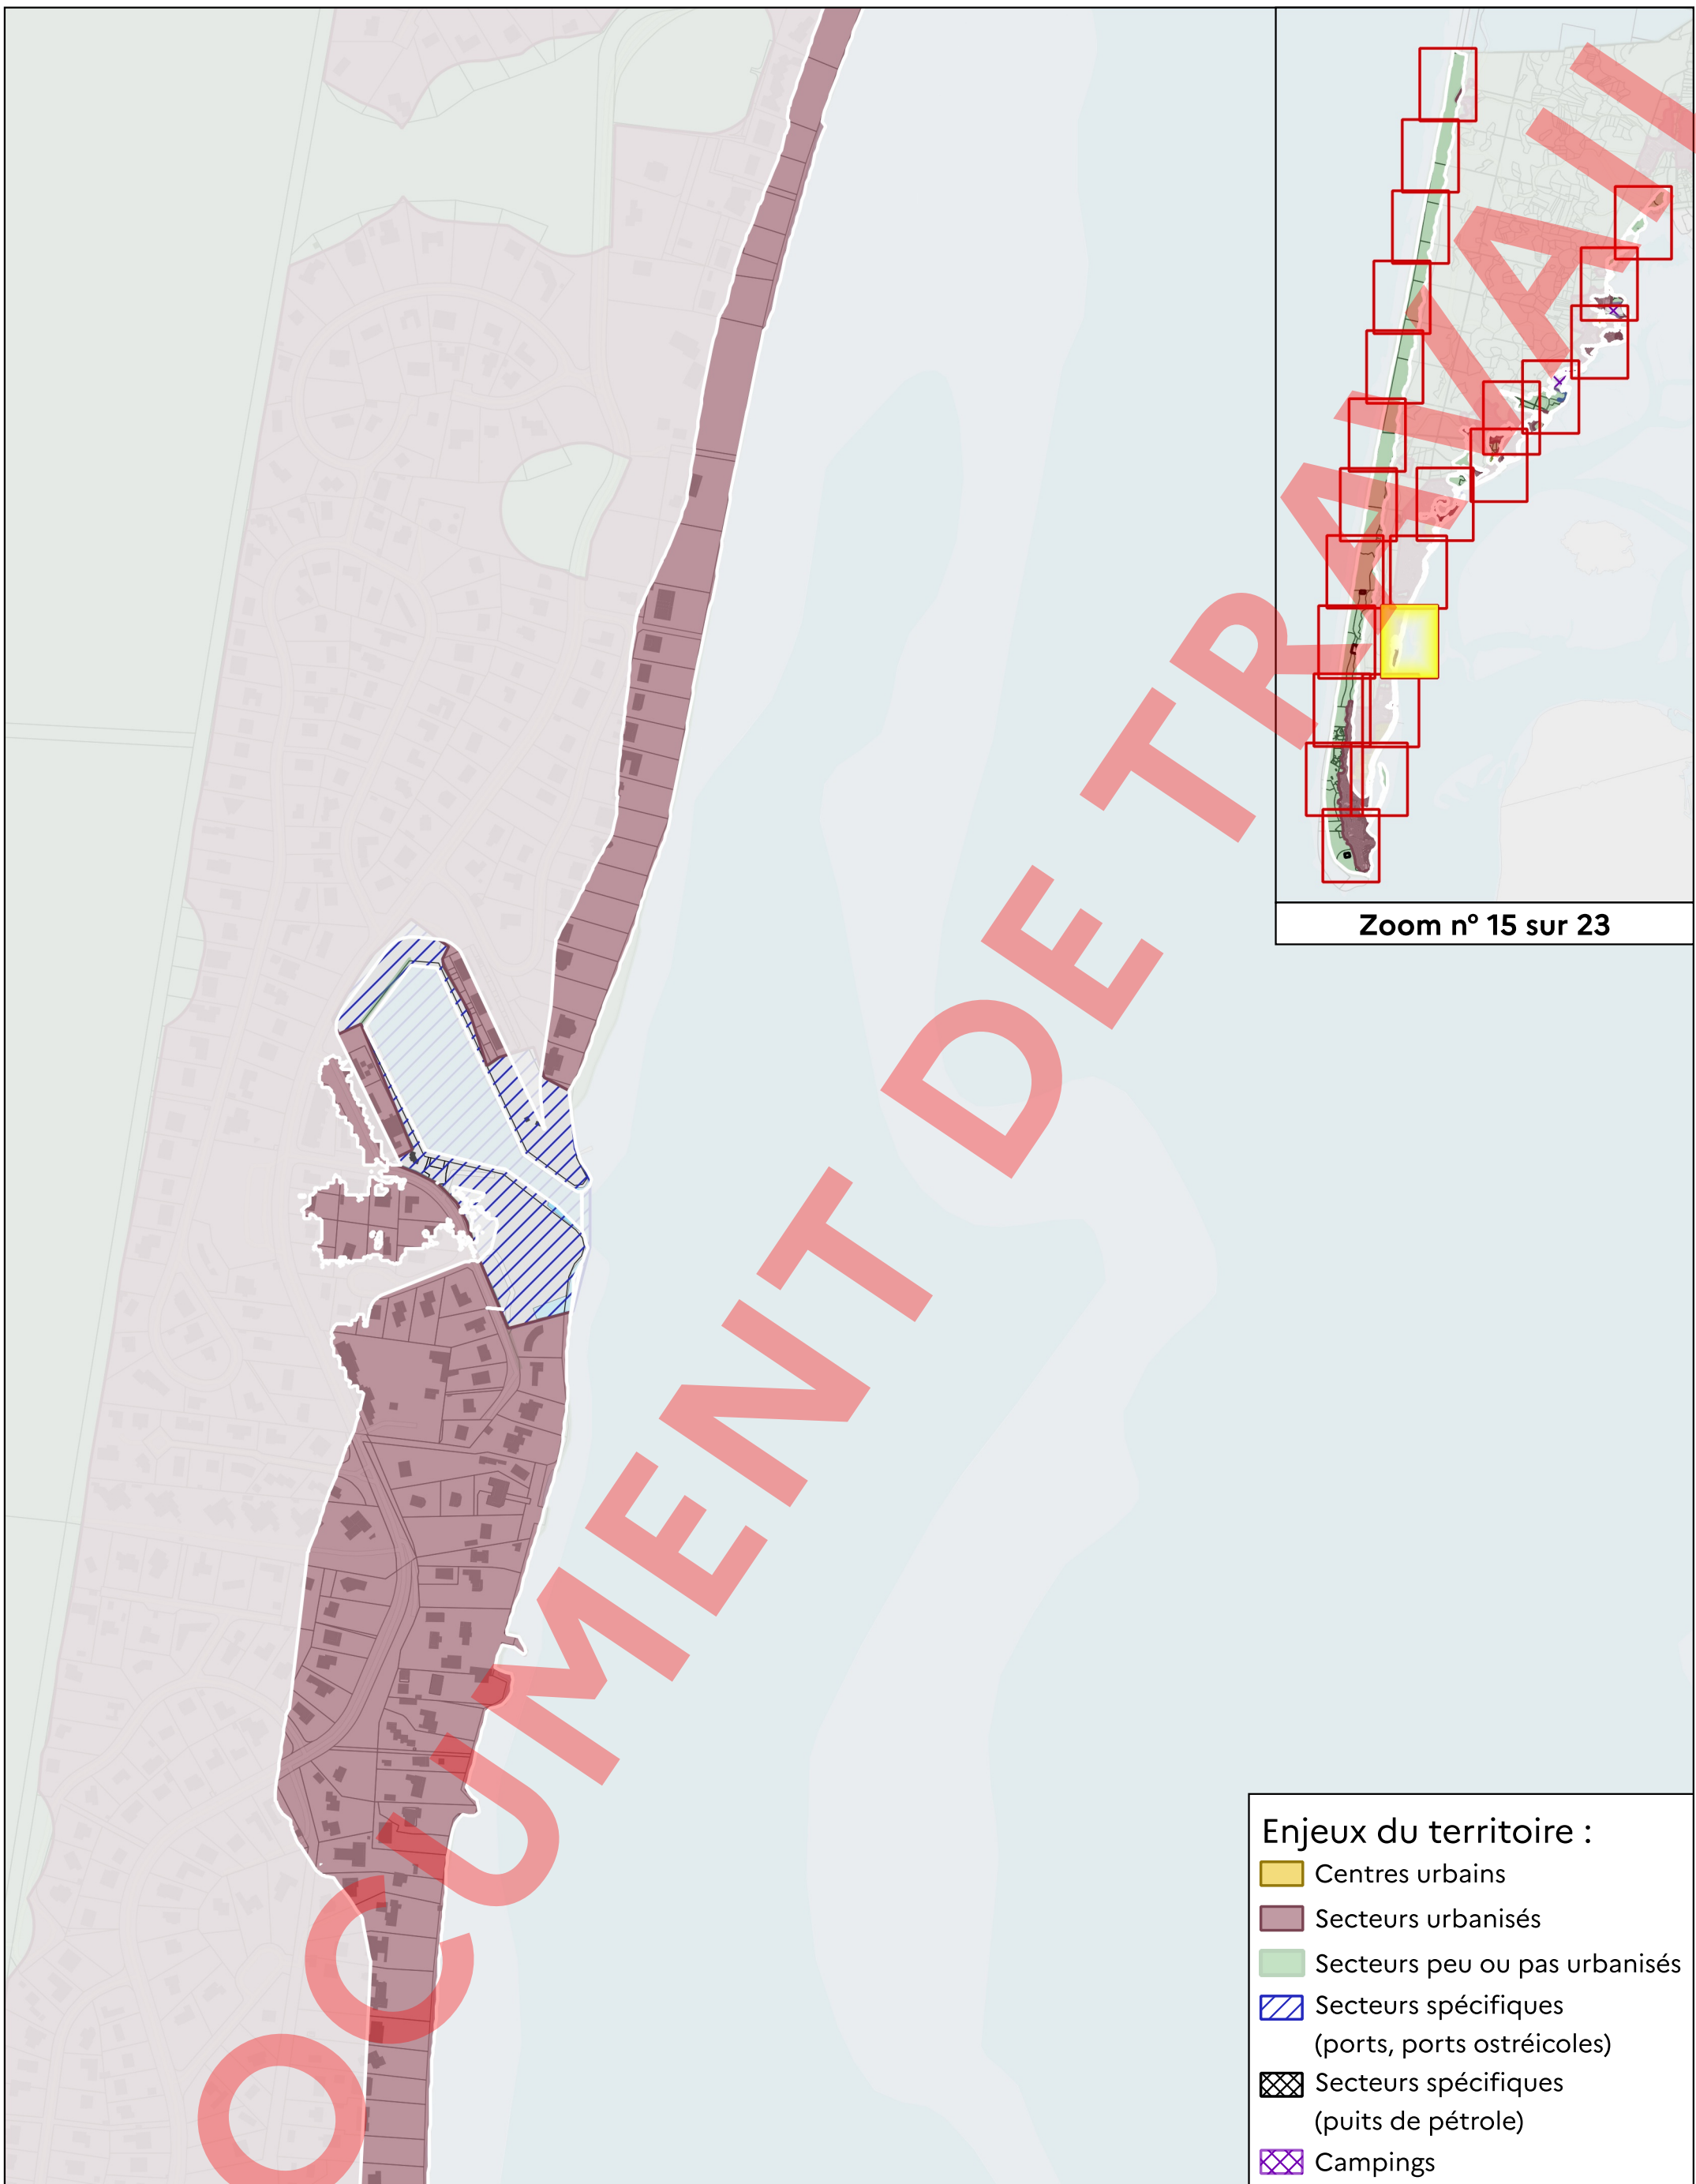 Zoom n° 15 sur 23
DOCUMENT DE TRAVAIL
Enjeux du territoire :
Centres urbains
Secteurs urbanisés
Secteurs peu ou pas urbanisés
Secteurs spécifiques
(ports, ports ostréicoles)
Secteurs spécifiques
(puits de pétrole)
Campings